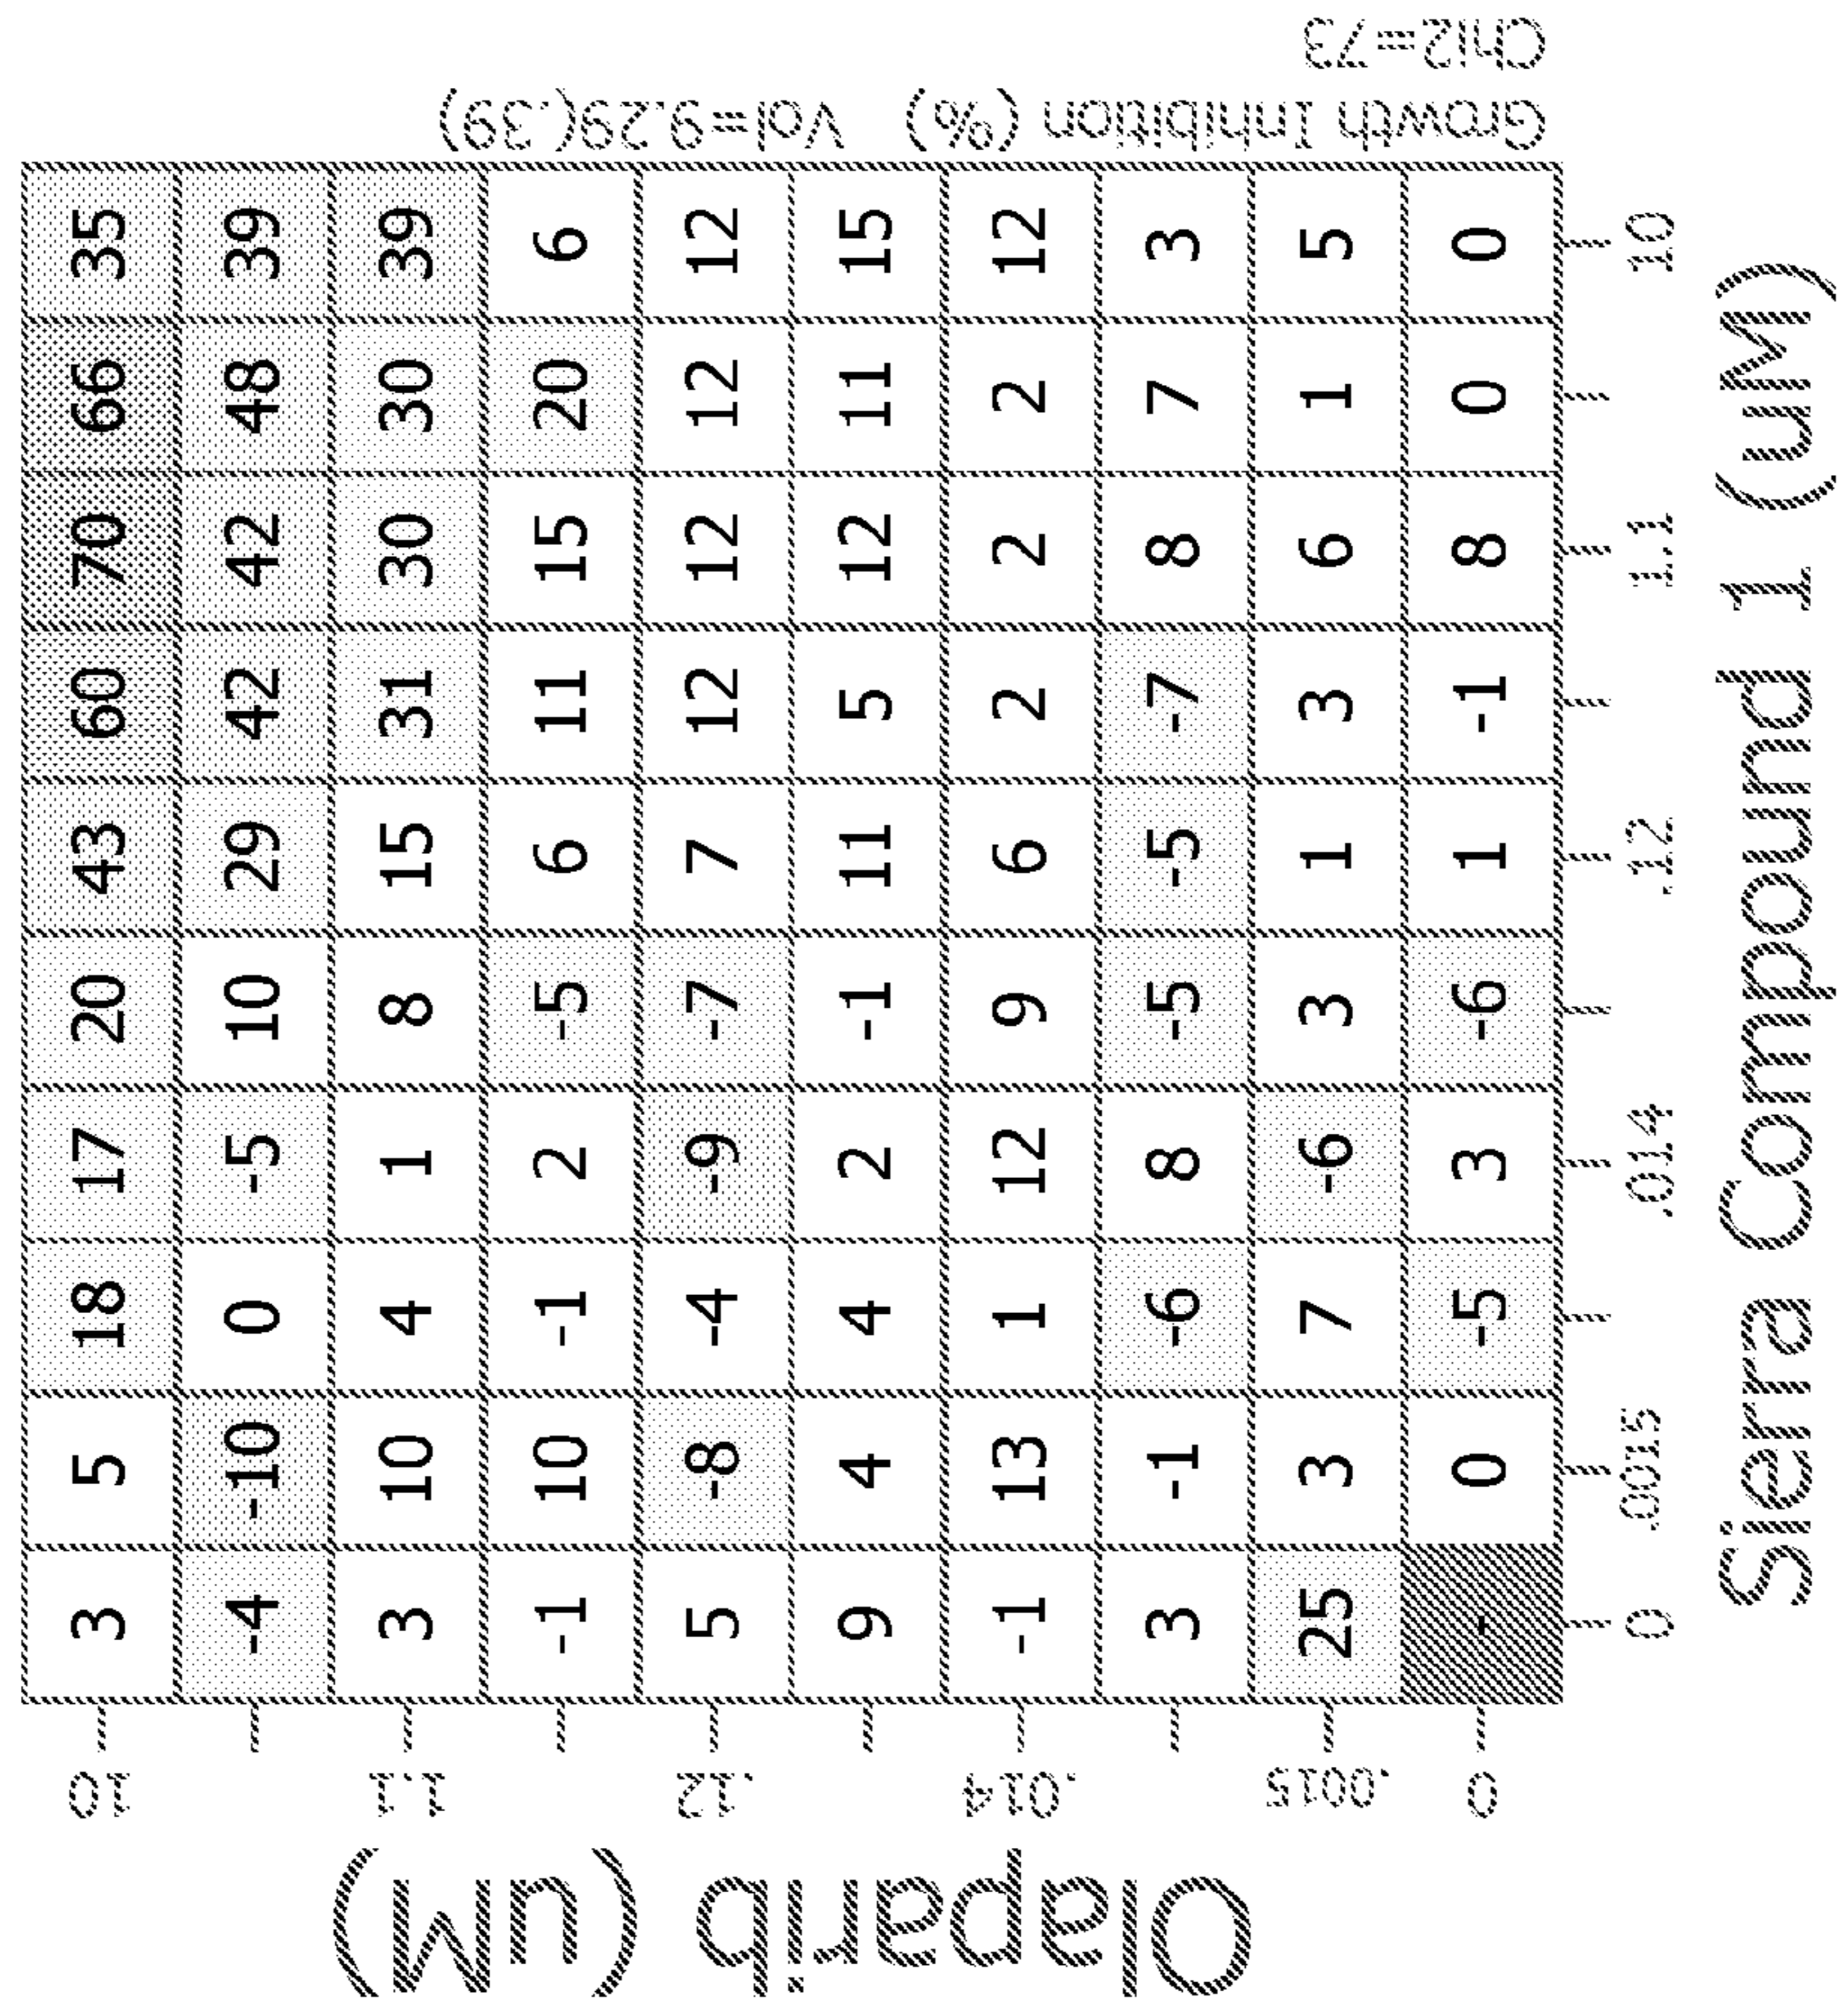 Olaparib (uM)
10 3 5 18 17 20 43 60 70 66 35
-4 -10 0 -5 10 29 42 42 48 39
1.1 3 10 4 1 8 15 31 30 30 39
-1 10 -1 2 -5 6 11 15 20 6
.12 5 -8 -4 -9 -7 7 12 12 12 12
9 4 4 2 -1 11 5 12 11 15
.014 -1 13 1 12 9 6 2 2 2 12
3 -1 -6 8 -5 -5 -7 8 7 3
.0015 25 3 7 -6 3 1 3 6 1 5
0 - 0 -5 3 -6 1 -1 8 0 0
0 .0015 .014 .12 1.1 10
Sierra Compound 1 (uM)
Growth Inhibition (%) Vol=9.29(.39)
Chi2=73